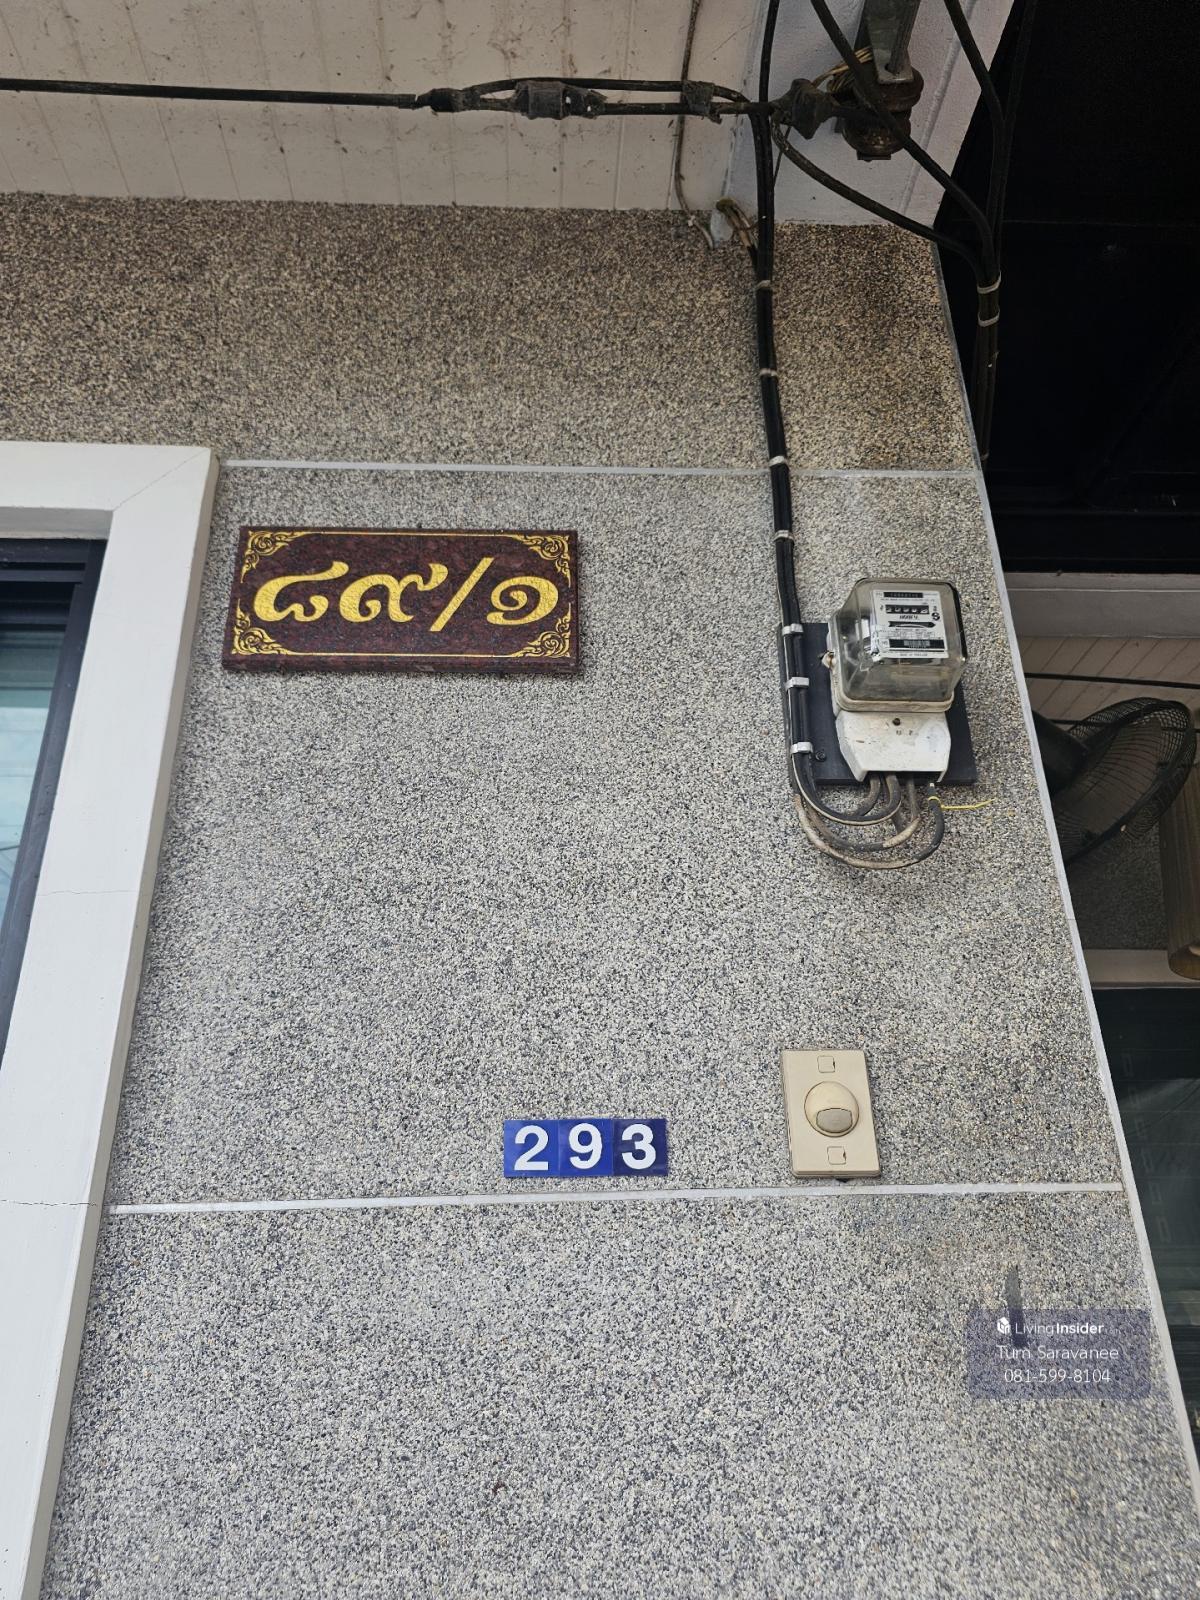 ๘๙/๑
293
LivingInsider
Tum Saravanee
081-599-8104